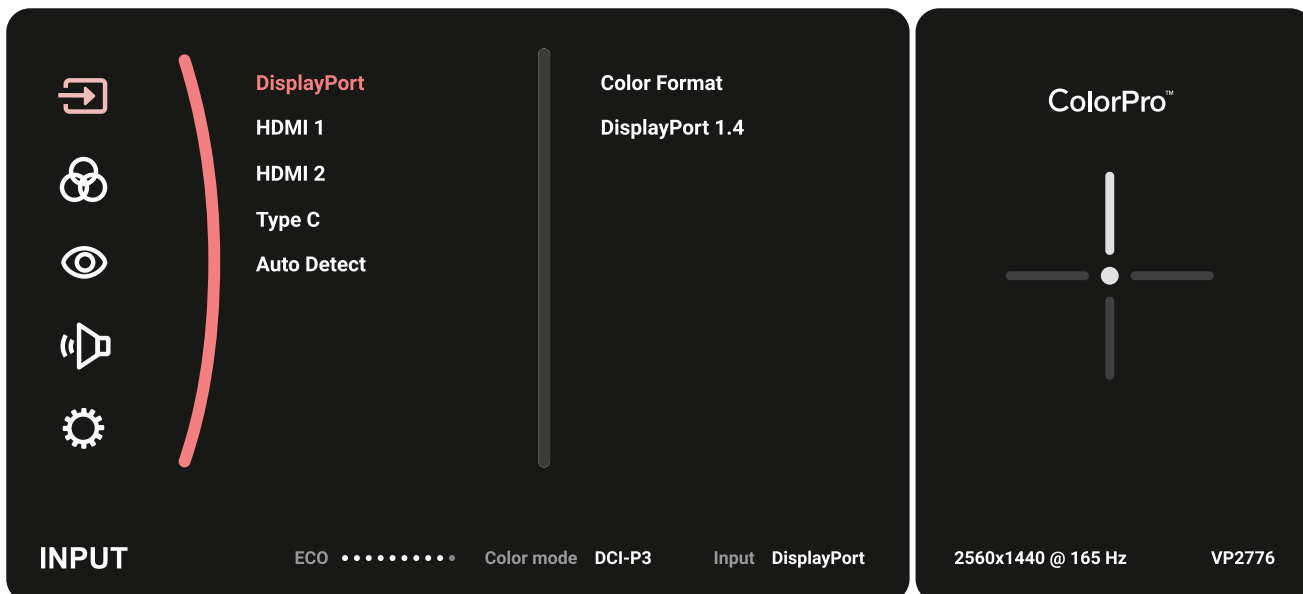 DisplayPort
HDMI 1
HDMI 2
Type C
Auto Detect
Color Format
DisplayPort 1.4
INPUT
ECO
Color mode DCI-P3
Input DisplayPort
ColorPro™
2560x1440 @ 165 Hz
VP2776